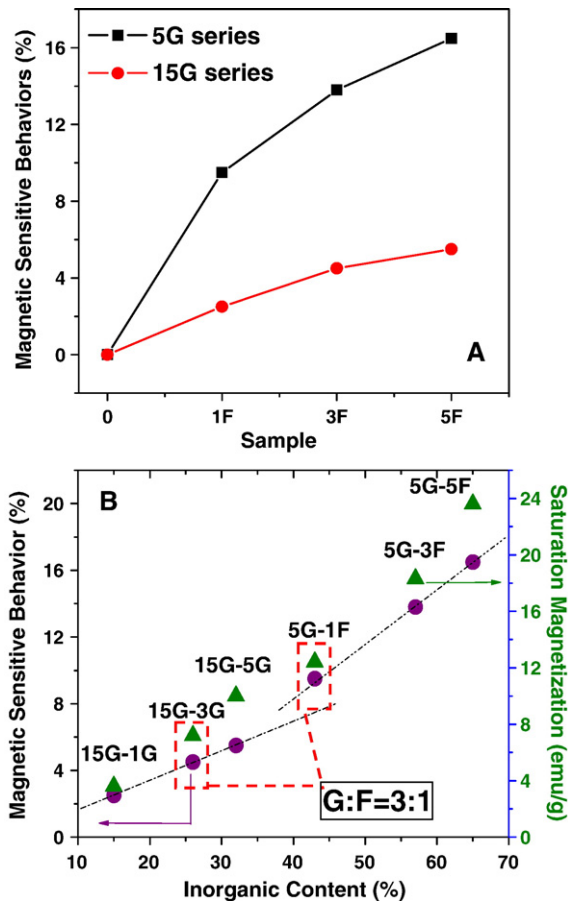 16
12
8
4
0
Magnetic Sensitive Behaviors (%)
5G series
15G series
A
0 1F 3F 5F
Sample
B
20
16
12
8
4
0
Magnetic Sensitive Behavior (%)
24
20
16
12
8
4
0
Saturation Magnetization (emu/g)
5G-5F
5G-3F
5G-1F
15G-5G
15G-3G
15G-1G
G:F=3:1
10 20 30 40 50 60 70
Inorganic Content (%)